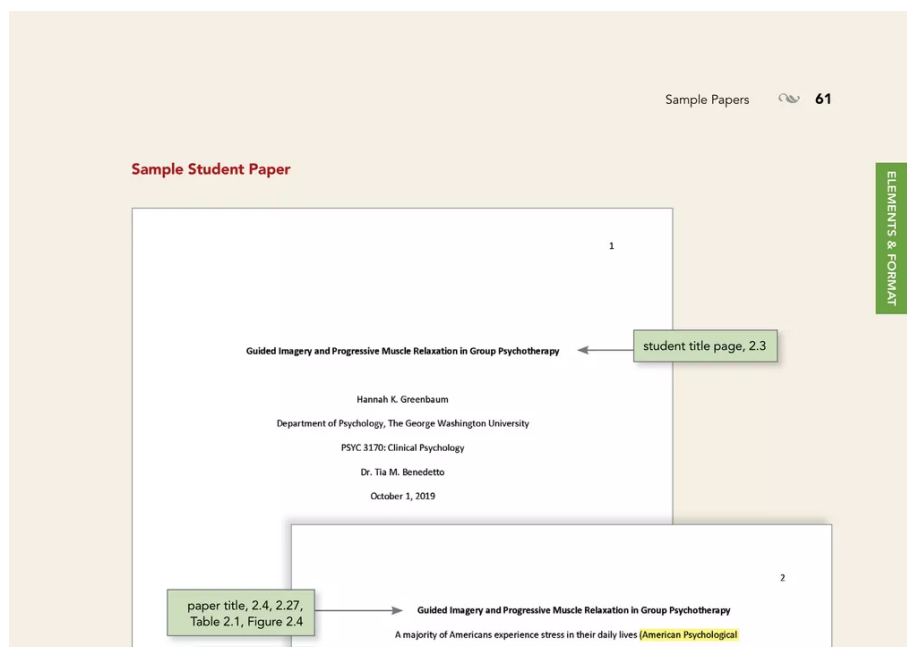 Sample Papers 61
ELEMENTS & FORMAT
Sample Student Paper
1
student title page, 2.3
Guided Imagery and Progressive Muscle Relaxation in Group Psychotherapy
Hannah K. Greenbaum
Department of Psychology, The George Washington University
PSYC 3170: Clinical Psychology
Dr. Tia M. Benedetto
October 1, 2019
2
paper title, 2.4, 2.27,
Table 2.1, Figure 2.4
Guided Imagery and Progressive Muscle Relaxation in Group Psychotherapy
A majority of Americans experience stress in their daily lives (American Psychological